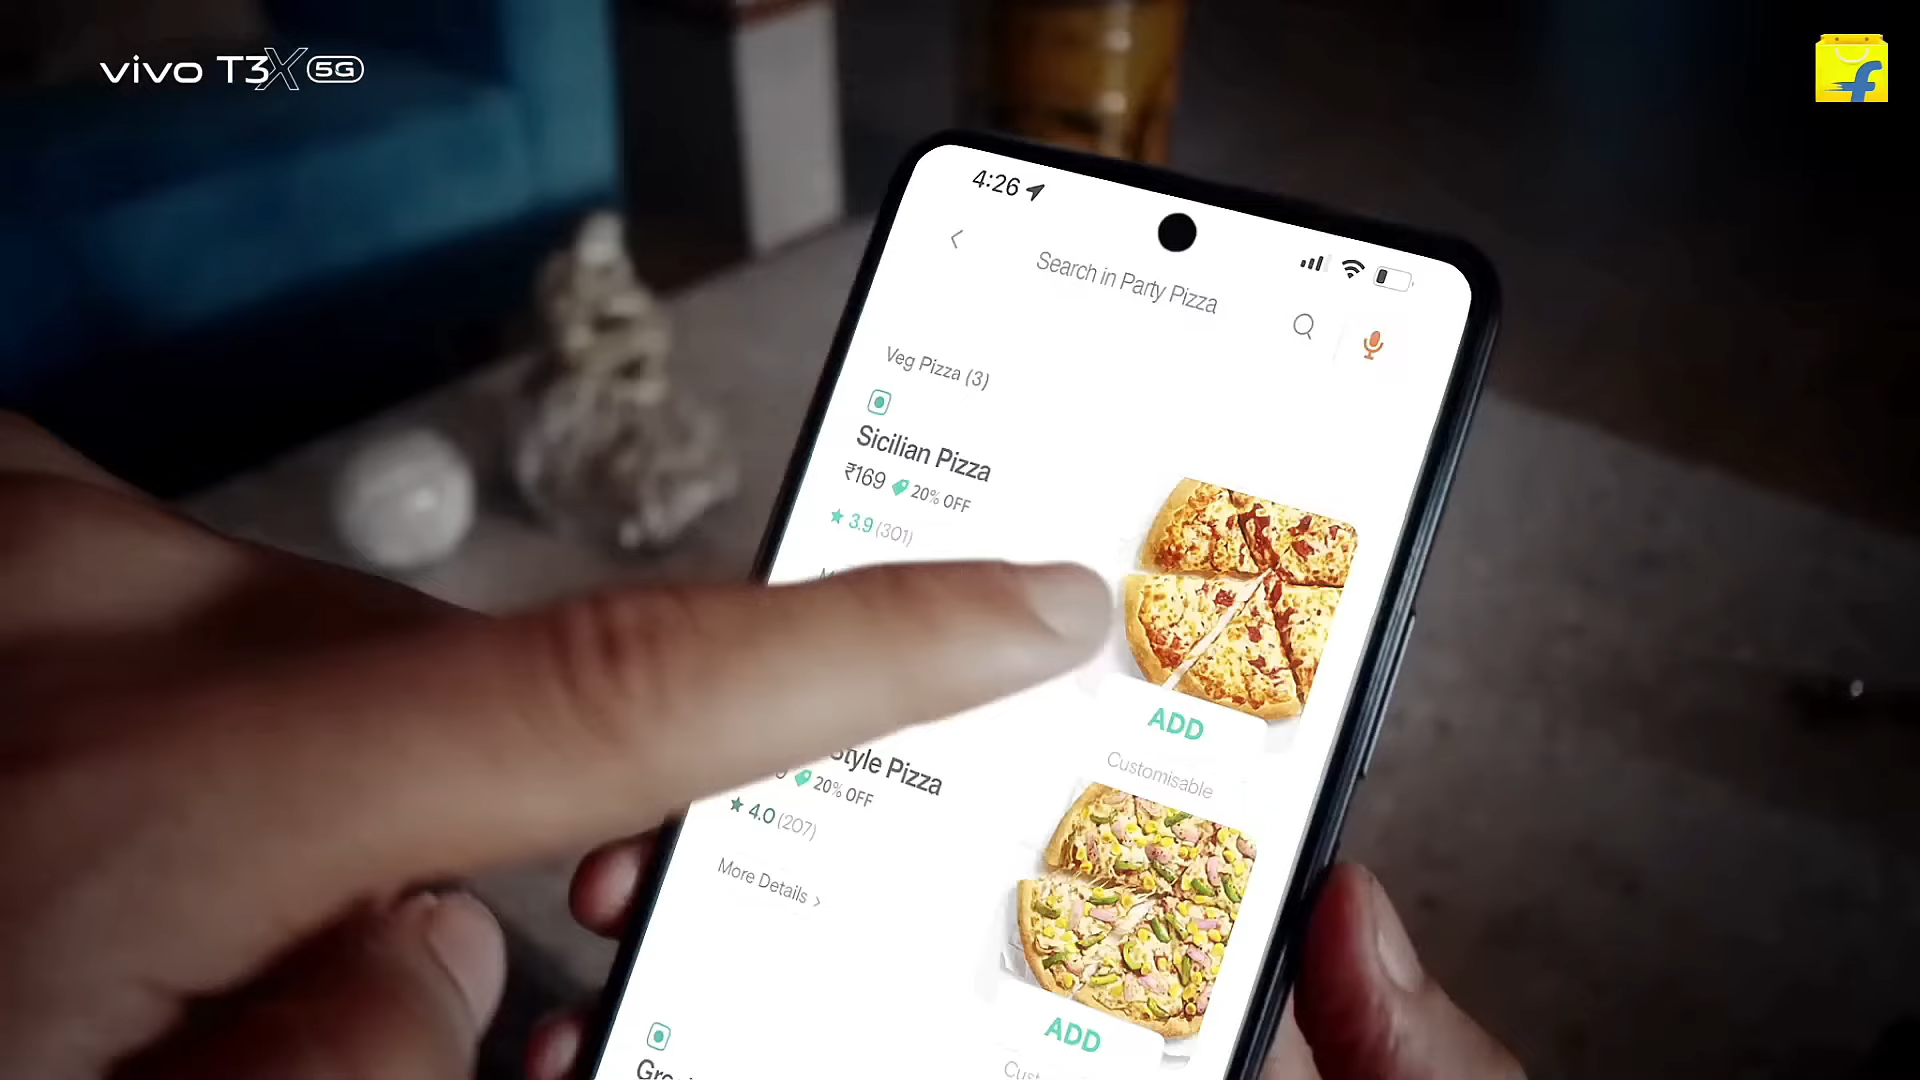 vivo T3X 5G
4:26
Search in Party Pizza
Veg Pizza (3)
Sicilian Pizza
₹169 20% OFF
3.9 (301)
ADD
Customisable
Style Pizza
20% OFF
4.0 (207)
More Details >
ADD